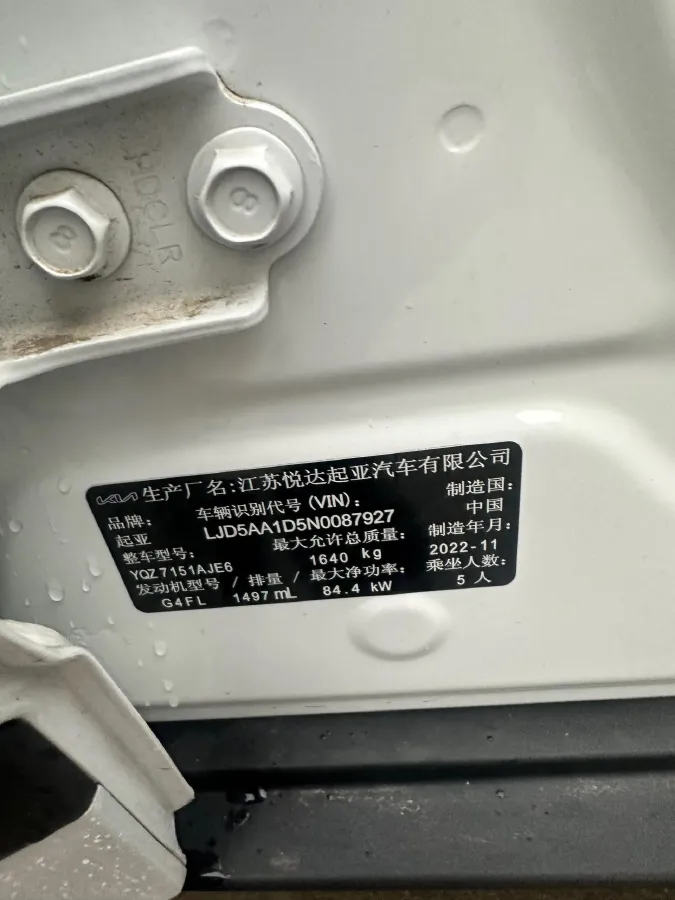 8
8
HDCLR
KIA 生产厂名:江苏悦达起亚汽车有限公司
品牌: 车辆识别代号(VIN): 制造国:
起亚 LJD5AA1D5N0087927 中国
整车型号: 最大允许总质量: 制造年月:
YQZ7151AJE6 1640 kg 2022-11
发动机型号 / 排量 / 最大净功率: 乘坐人数:
G4FL 1497 mL 84.4 kW 5 人